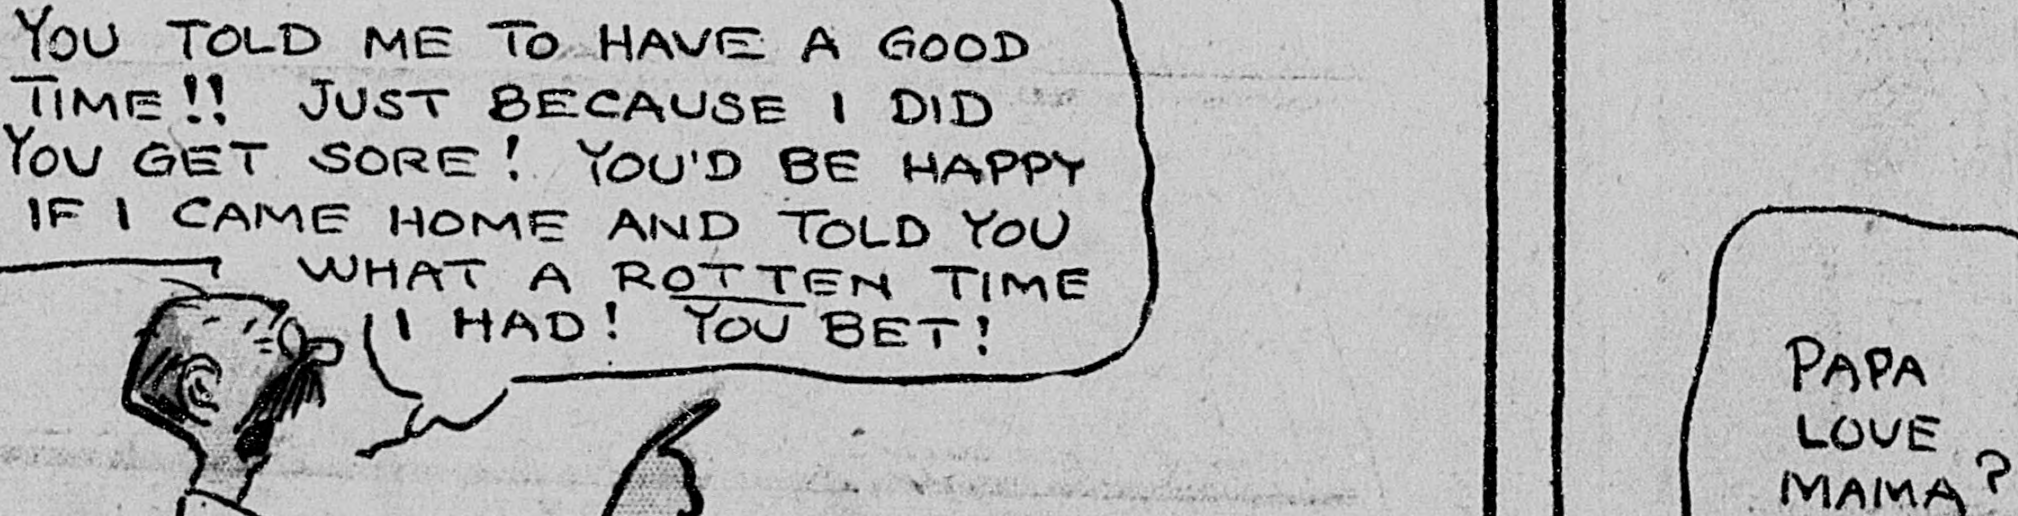 YOU TOLD ME TO HAVE A GOOD
TIME!! JUST BECAUSE I DID
YOU GET SORE! YOU'D BE HAPPY
IF I CAME HOME AND TOLD YOU
WHAT A ROTTEN TIME
I HAD! YOU BET!
PAPA
LOVE
MAMA?